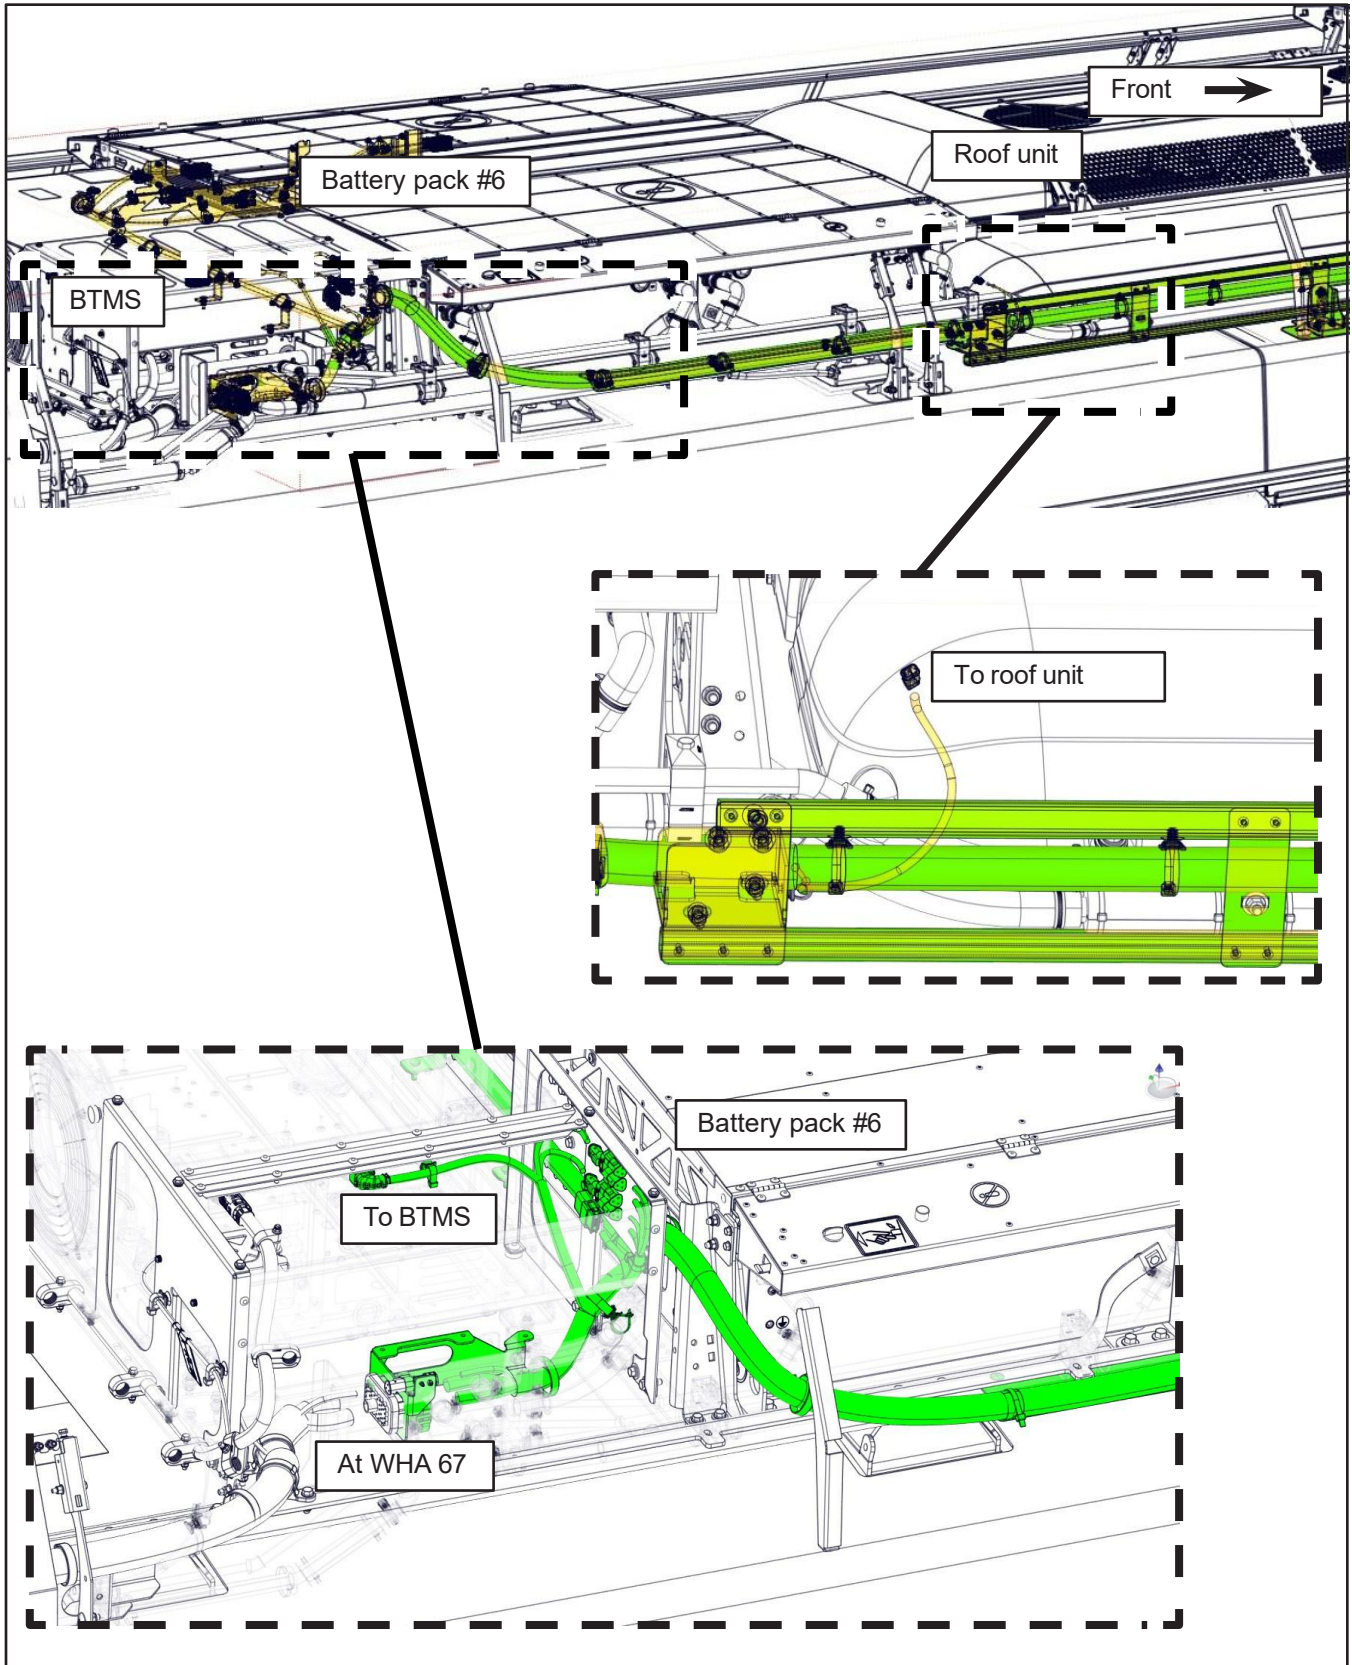 Front
Roof unit
Battery pack #6
BTMS
To roof unit
Battery pack #6
To BTMS
At WHA 67